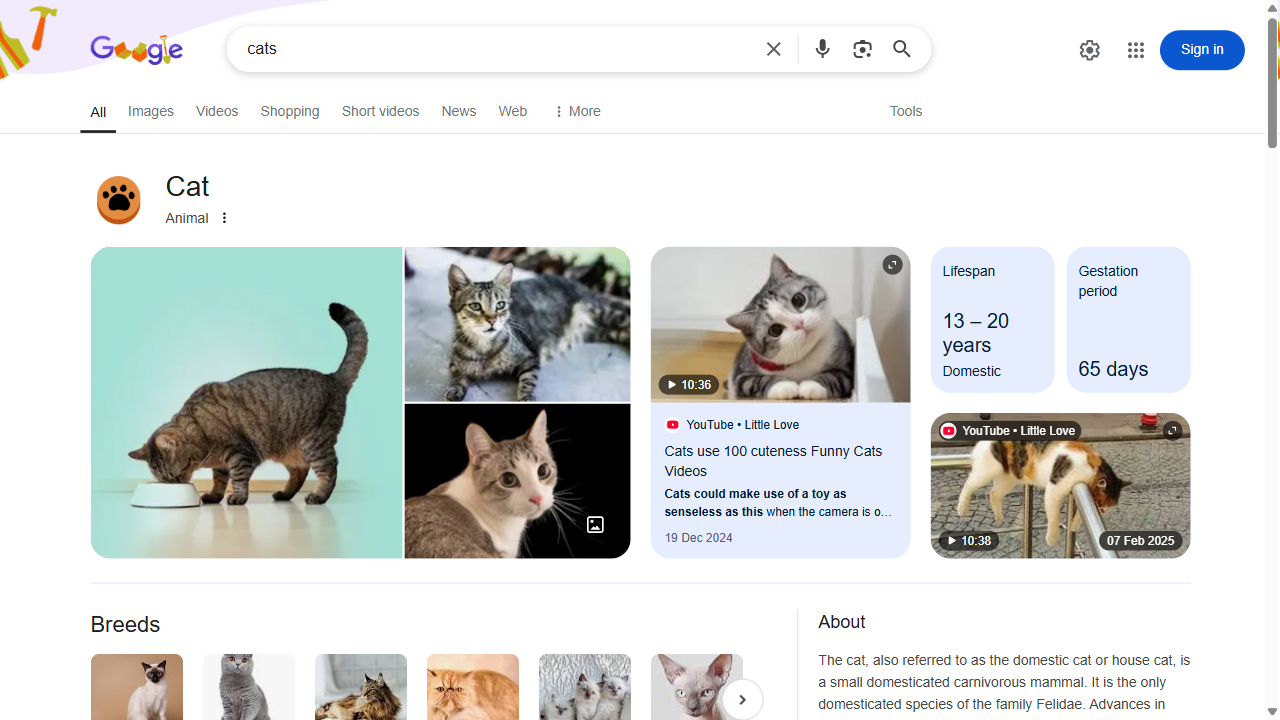 Google
cats
Sign in
All
Images
Videos
Shopping
Short videos
News
Web
More
Tools
Cat
Animal
10:36
YouTube • Little Love
Cats use 100 cuteness Funny Cats
Videos
Cats could make use of a toy as
senseless as this when the camera is o...
19 Dec 2024
Lifespan
13 – 20
years
Domestic
Gestation
period
65 days
YouTube • Little Love
10:38
07 Feb 2025
Breeds
About
The cat, also referred to as the domestic cat or house cat, is
a small domesticated carnivorous mammal. It is the only
domesticated species of the family Felidae. Advances in